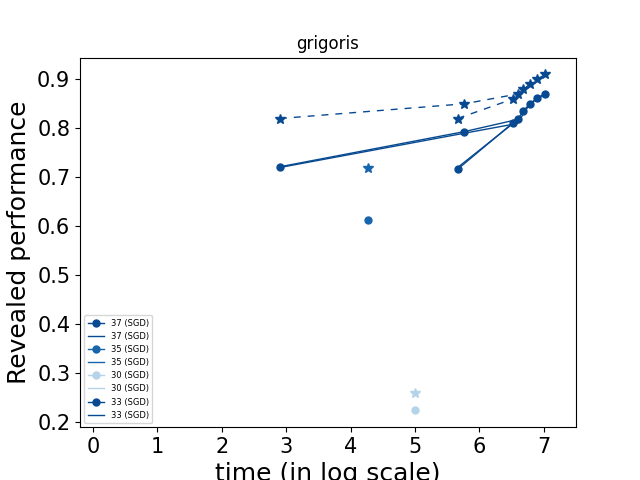 grigoris
Revealed performance
0.9
0.8
0.7
0.6
0.5
0.4
0.3
0.2
37 (SGD)
37 (SGD)
35 (SGD)
35 (SGD)
30 (SGD)
30 (SGD)
33 (SGD)
33 (SGD)
0 1 2 3 4 5 6 7
time (in log scale)